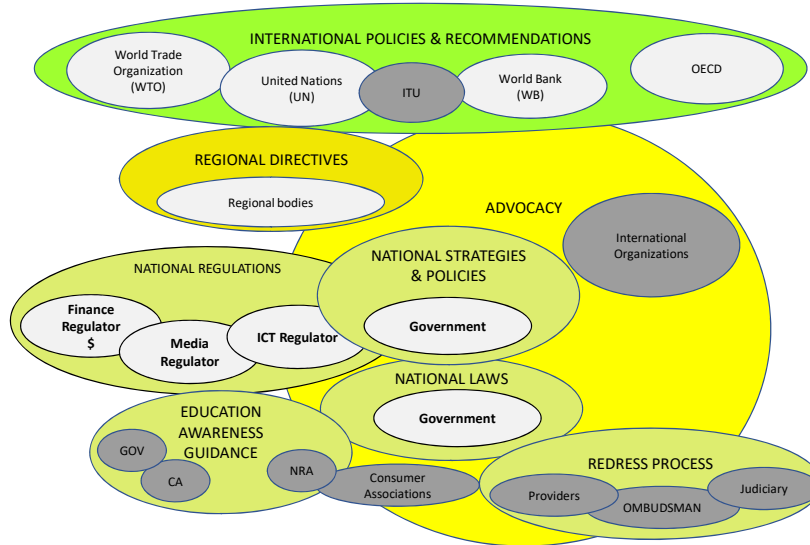 INTERNATIONAL POLICIES & RECOMMENDATIONS
World Trade
Organization
(WTO)
United Nations
(UN)
ITU
World Bank
(WB)
OECD
REGIONAL DIRECTIVES
Regional bodies
ADVOCACY
International
Organizations
NATIONAL REGULATIONS
Finance
Regulator
$
Media
Regulator
ICT Regulator
NATIONAL STRATEGIES
& POLICIES
Government
NATIONAL LAWS
Government
EDUCATION
AWARENESS
GUIDANCE
GOV
CA
NRA
Consumer
Associations
REDRESS PROCESS
Providers
OMBUDSMAN
Judiciary